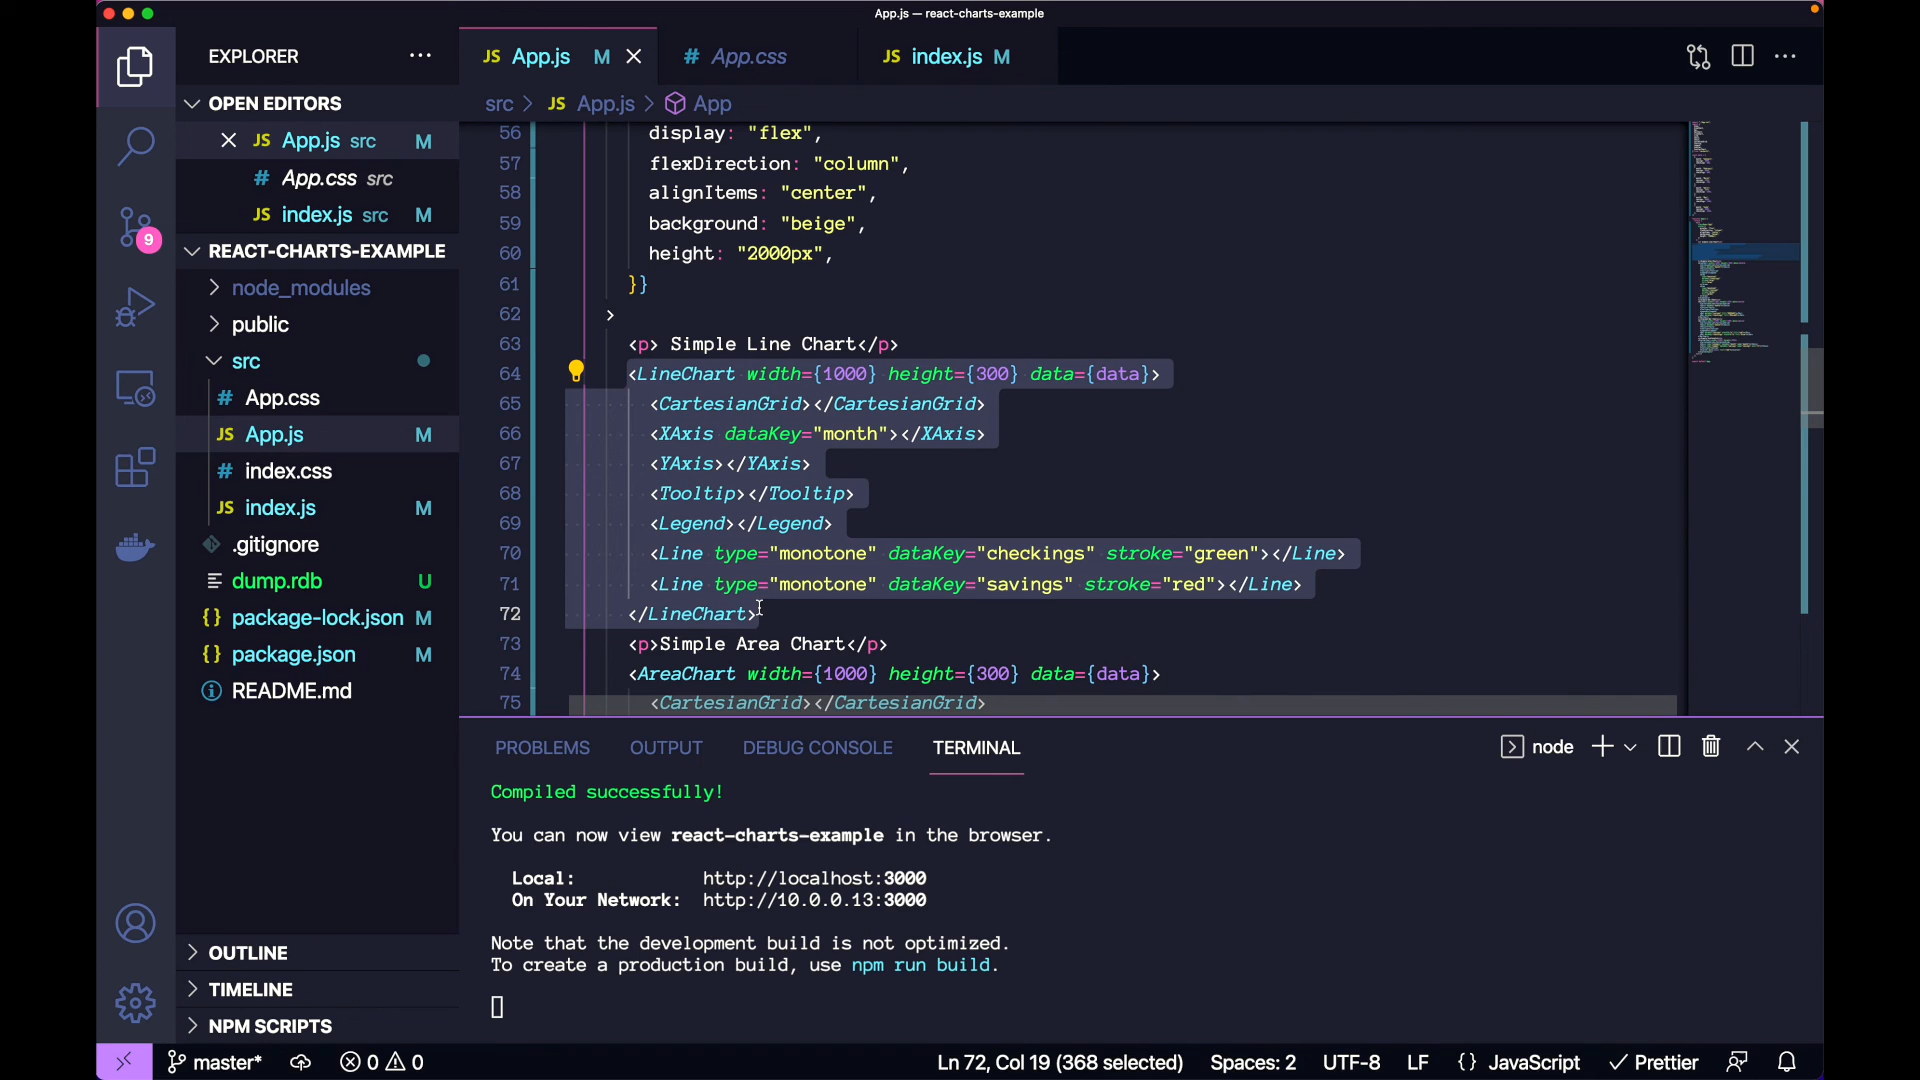 App.js — react-charts-example
EXPLORER
JS App.js M
# App.css
JS index.js M
OPEN EDITORS
JS App.js src M
# App.css src
JS index.js src M
9
REACT-CHARTS-EXAMPLE
node_modules
public
src
# App.css
JS App.js M
# index.css
JS index.js M
.gitignore
dump.rdb U
{} package-lock.json M
{} package.json M
README.md
OUTLINE
TIMELINE
NPM SCRIPTS
src > JS App.js > App
56 display: "flex",
57 flexDirection: "column",
58 alignItems: "center",
59 background: "beige",
60 height: "2000px",
61 }}
62 >
63 <p> Simple Line Chart</p>
64 <LineChart width={1000} height={300} data={data}>
65 <CartesianGrid></CartesianGrid>
66 <XAxis dataKey="month"></XAxis>
67 <YAxis></YAxis>
68 <Tooltip></Tooltip>
69 <Legend></Legend>
70 <Line type="monotone" dataKey="checkings" stroke="green"></Line>
71 <Line type="monotone" dataKey="savings" stroke="red"></Line>
72 </LineChart>
73 <p>Simple Area Chart</p>
74 <AreaChart width={1000} height={300} data={data}>
75 <CartesianGrid></CartesianGrid>
PROBLEMS OUTPUT DEBUG CONSOLE TERMINAL
node
Compiled successfully!
You can now view react-charts-example in the browser.
Local: http://localhost:3000
On Your Network: http://10.0.0.13:3000
Note that the development build is not optimized.
To create a production build, use npm run build.
master* 0 0 Ln 72, Col 19 (368 selected) Spaces: 2 UTF-8 LF {} JavaScript Prettier